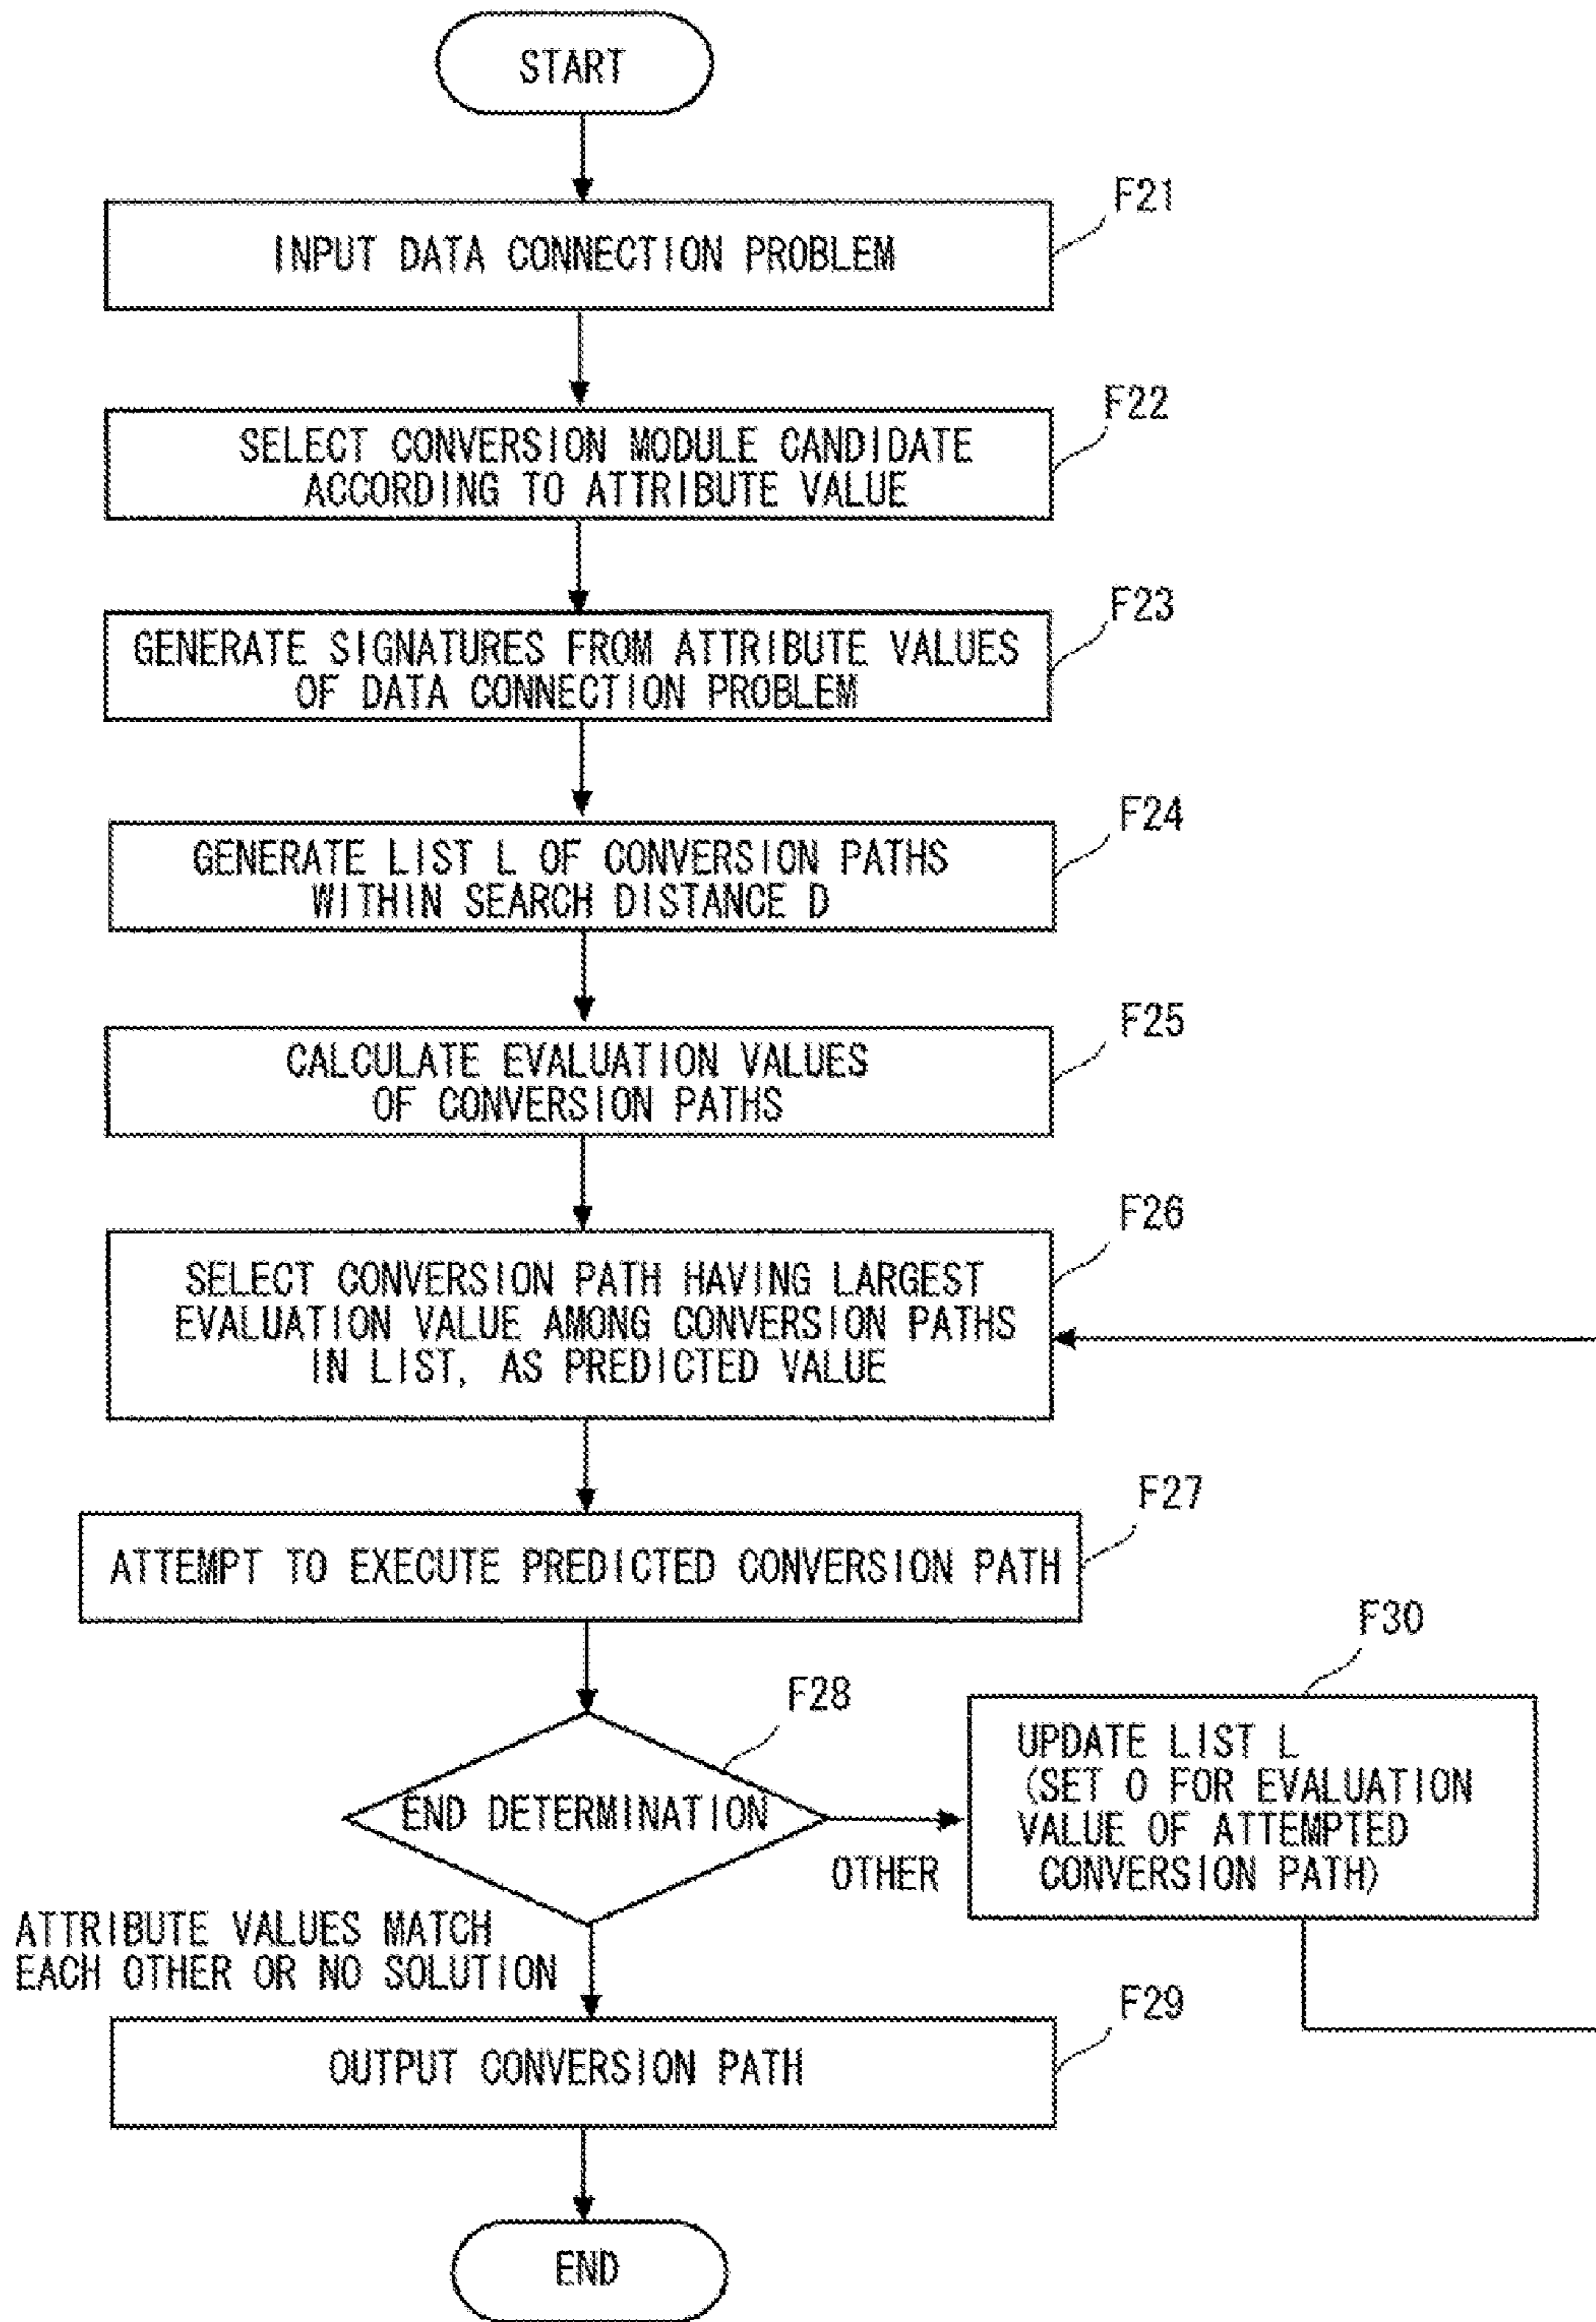 START
F21
INPUT DATA CONNECTION PROBLEM
F22
SELECT CONVERSION MODULE CANDIDATE
ACCORDING TO ATTRIBUTE VALUE
F23
GENERATE SIGNATURES FROM ATTRIBUTE VALUES
OF DATA CONNECTION PROBLEM
F24
GENERATE LIST L OF CONVERSION PATHS
WITHIN SEARCH DISTANCE D
F25
CALCULATE EVALUATION VALUES
OF CONVERSION PATHS
F26
SELECT CONVERSION PATH HAVING LARGEST
EVALUATION VALUE AMONG CONVERSION PATHS
IN LIST, AS PREDICTED VALUE
F27
ATTEMPT TO EXECUTE PREDICTED CONVERSION PATH
F28
END DETERMINATION
OTHER
F30
UPDATE LIST L
(SET 0 FOR EVALUATION
VALUE OF ATTEMPTED
CONVERSION PATH)
ATTRIBUTE VALUES MATCH
EACH OTHER OR NO SOLUTION
F29
OUTPUT CONVERSION PATH
END